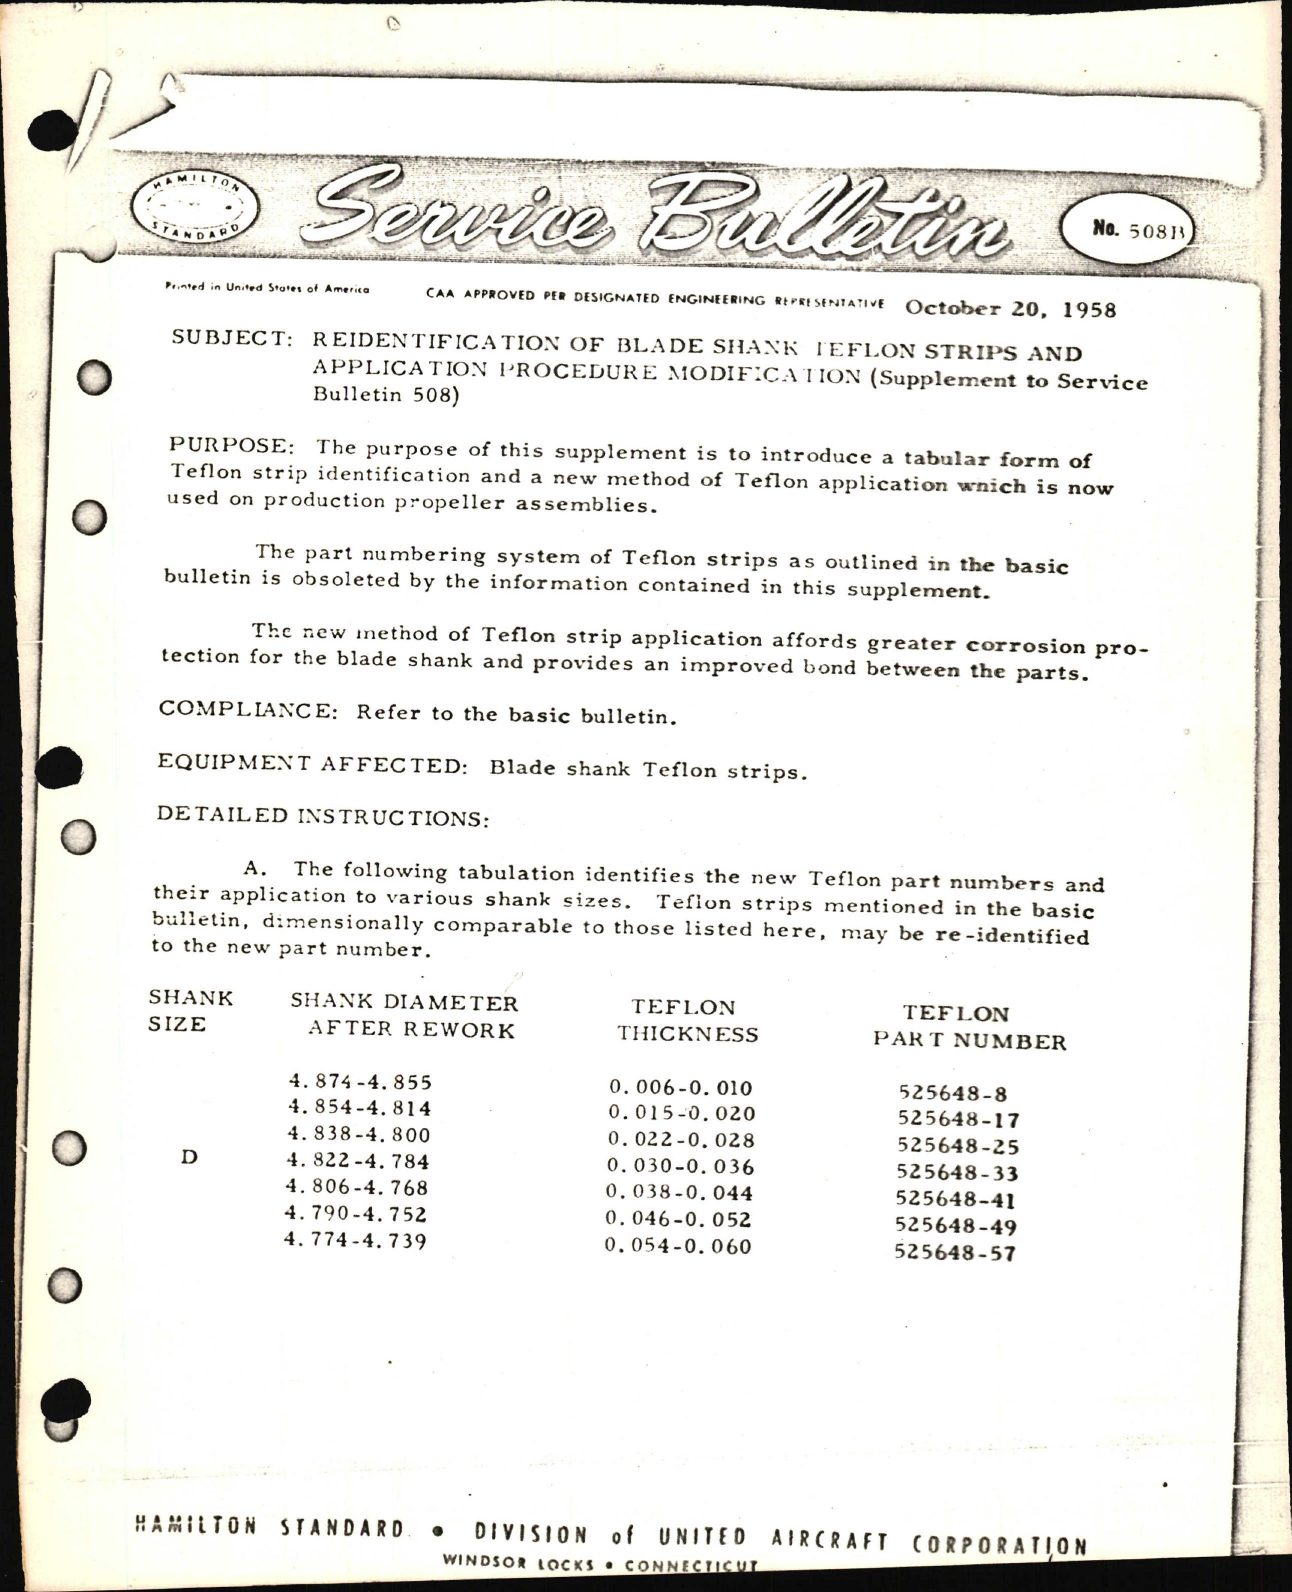 HAMILTON
STANDARD
Service Bulletin
No. 508B
Printed in United States of America
CAA APPROVED PER DESIGNATED ENGINEERING REPRESENTATIVE October 20, 1958
SUBJECT: REIDENTIFICATION OF BLADE SHANK TEFLON STRIPS AND
APPLICATION PROCEDURE MODIFICATION (Supplement to Service
Bulletin 508)
PURPOSE: The purpose of this supplement is to introduce a tabular form of
Teflon strip identification and a new method of Teflon application which is now
used on production propeller assemblies.
The part numbering system of Teflon strips as outlined in the basic
bulletin is obsoleted by the information contained in this supplement.
The new method of Teflon strip application affords greater corrosion pro-
tection for the blade shank and provides an improved bond between the parts.
COMPLIANCE: Refer to the basic bulletin.
EQUIPMENT AFFECTED: Blade shank Teflon strips.
DETAILED INSTRUCTIONS:
A. The following tabulation identifies the new Teflon part numbers and
their application to various shank sizes. Teflon strips mentioned in the basic
bulletin, dimensionally comparable to those listed here, may be re-identified
to the new part number.
SHANK SHANK DIAMETER TEFLON TEFLON
SIZE AFTER REWORK THICKNESS PART NUMBER
4.874-4.855 0.006-0.010 525648-8
4.854-4.814 0.015-0.020 525648-17
4.838-4.800 0.022-0.028 525648-25
D 4.822-4.784 0.030-0.036 525648-33
4.806-4.768 0.038-0.044 525648-41
4.790-4.752 0.046-0.052 525648-49
4.774-4.739 0.054-0.060 525648-57
HAMILTON STANDARD • DIVISION of UNITED AIRCRAFT CORPORATION
WINDSOR LOCKS • CONNECTICUT